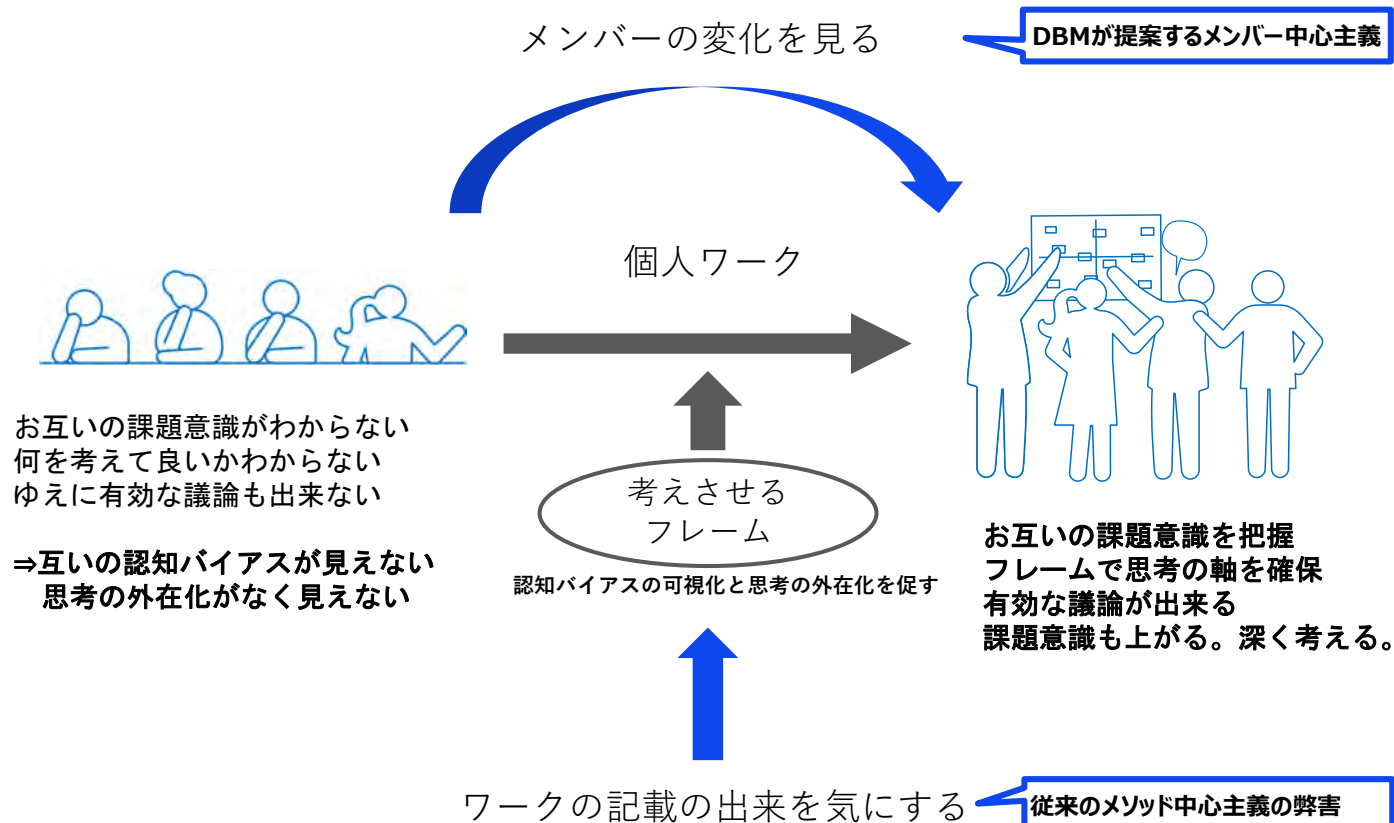 メンバーの変化を見る
DBMが提案するメンバー中心主義
個人ワーク
お互いの課題意識がわからない
何を考えて良いかわからない
ゆえに有効な議論も出来ない
⇒互いの認知バイアスが見えない
思考の外在化がなく見えない
考えさせる
フレーム
認知バイアスの可視化と思考の外在化を促す
お互いの課題意識を把握
フレームで思考の軸を確保
有効な議論が出来る
課題意識も上がる。深く考える。
ワークの記載の出来を気にする
従来のメソッド中心主義の弊害